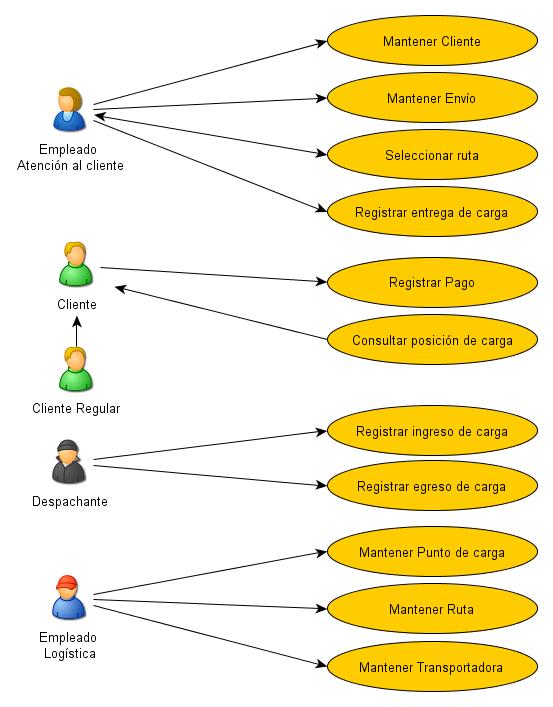 Mantener Cliente
Mantener Envío
Empleado
Atención al cliente
Seleccionar ruta
Registrar entrega de carga
Registrar Pago
Cliente
Consultar posición de carga
Cliente Regular
Registrar ingreso de carga
Registrar egreso de carga
Despachante
Mantener Punto de carga
Mantener Ruta
Empleado
Logística
Mantener Transportadora